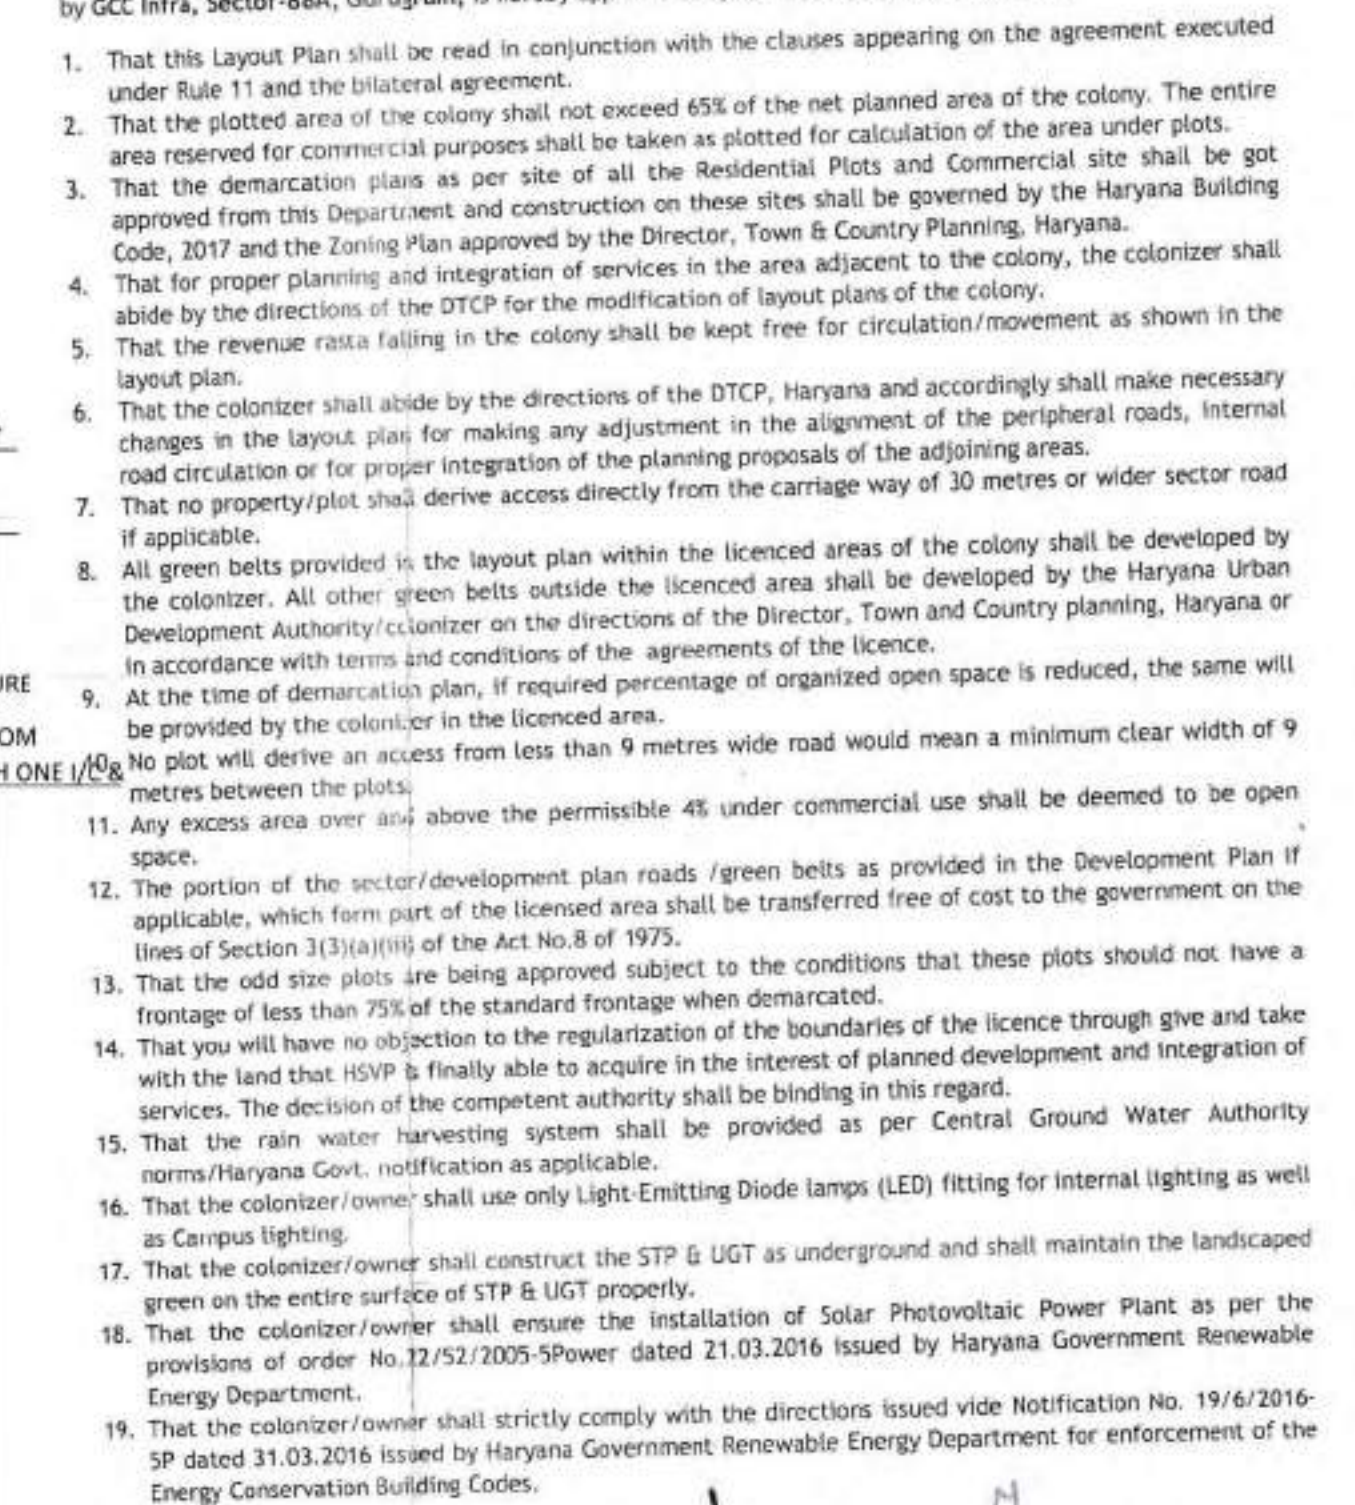 by GCC Infra, Sector-88A, Gurugram, is hereby
1. That this Layout Plan shall be read in conjunction with the clauses appearing on the agreement executed
under Rule 11 and the bilateral agreement.
2. That the plotted area of the colony shall not exceed 65% of the net planned area of the colony. The entire
area reserved for commercial purposes shall be taken as plotted for calculation of the area under plots.
3. That the demarcation plans as per site of all the Residential Plots and Commercial site shall be got
approved from this Department and construction on these sites shall be governed by the Haryana Building
Code, 2017 and the Zoning Plan approved by the Director, Town & Country Planning, Haryana.
4. That for proper planning and integration of services in the area adjacent to the colony, the colonizer shall
abide by the directions of the DTCP for the modification of layout plans of the colony.
5. That the revenue rasta falling in the colony shall be kept free for circulation/movement as shown in the
layout plan.
6. That the colonizer shall abide by the directions of the DTCP, Haryana and accordingly shall make necessary
changes in the layout plan for making any adjustment in the alignment of the peripheral roads, internal
road circulation or for proper integration of the planning proposals of the adjoining areas.
7. That no property/plot shall derive access directly from the carriage way of 30 metres or wider sector road
if applicable.
8. All green belts provided in the layout plan within the licenced areas of the colony shall be developed by
the colonizer. All other green belts outside the licenced area shall be developed by the Haryana Urban
Development Authority/colonizer on the directions of the Director, Town and Country planning, Haryana or
in accordance with terms and conditions of the agreements of the licence.
URE
9. At the time of demarcation plan, if required percentage of organized open space is reduced, the same will
be provided by the colonizer in the licenced area.
OM
H ONE I/C &
10. No plot will derive an access from less than 9 metres wide road would mean a minimum clear width of 9
metres between the plots.
11. Any excess area over and above the permissible 4% under commercial use shall be deemed to be open
space.
12. The portion of the sector/development plan roads /green belts as provided in the Development Plan if
applicable, which form part of the licensed area shall be transferred free of cost to the government on the
lines of Section 3(3)(a)(iii) of the Act No.8 of 1975.
13. That the odd size plots are being approved subject to the conditions that these plots should not have a
frontage of less than 75% of the standard frontage when demarcated.
14. That you will have no objection to the regularization of the boundaries of the licence through give and take
with the land that HSVP is finally able to acquire in the interest of planned development and integration of
services. The decision of the competent authority shall be binding in this regard.
15. That the rain water harvesting system shall be provided as per Central Ground Water Authority
norms/Haryana Govt. notification as applicable.
16. That the colonizer/owner shall use only Light-Emitting Diode lamps (LED) fitting for internal lighting as well
as Campus lighting.
17. That the colonizer/owner shall construct the STP & UGT as underground and shall maintain the landscaped
green on the entire surface of STP & UGT properly.
18. That the colonizer/owner shall ensure the installation of Solar Photovoltaic Power Plant as per the
provisions of order No.22/52/2005-5Power dated 21.03.2016 issued by Haryana Government Renewable
Energy Department.
19. That the colonizer/owner shall strictly comply with the directions issued vide Notification No. 19/6/2016-
5P dated 31.03.2016 issued by Haryana Government Renewable Energy Department for enforcement of the
Energy Conservation Building Codes.